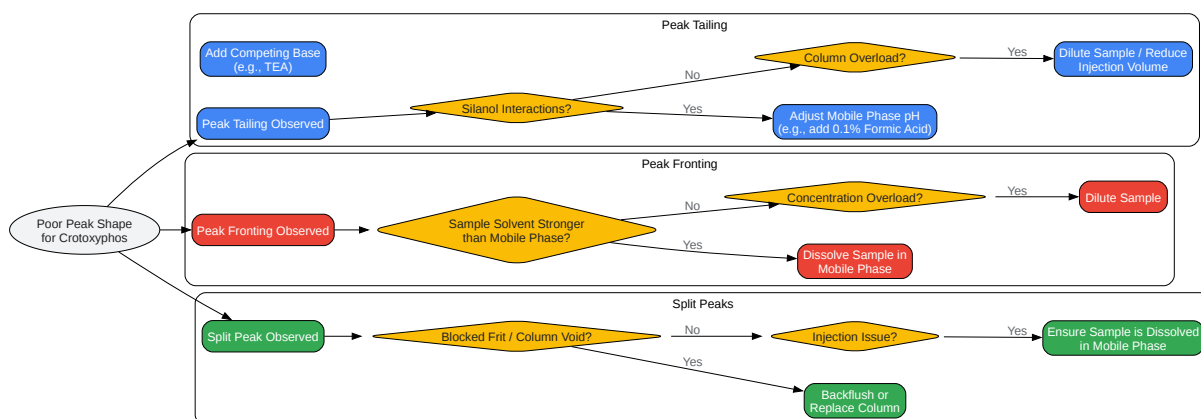 Peak Tailing
Add Competing Base
(e.g., TEA)
Column Overload?
Yes
Dilute Sample / Reduce
Injection Volume
No
Peak Tailing Observed
Silanol Interactions?
Yes
Adjust Mobile Phase pH
(e.g., add 0.1% Formic Acid)
Poor Peak Shape
for Crotoxyphos
Peak Fronting
Concentration Overload?
Yes
Dilute Sample
No
Peak Fronting Observed
Sample Solvent Stronger
than Mobile Phase?
Yes
Dissolve Sample in
Mobile Phase
Split Peaks
Split Peak Observed
Blocked Frit / Column Void?
No
Injection Issue?
Yes
Ensure Sample is Dissolved
in Mobile Phase
Yes
Backflush or
Replace Column